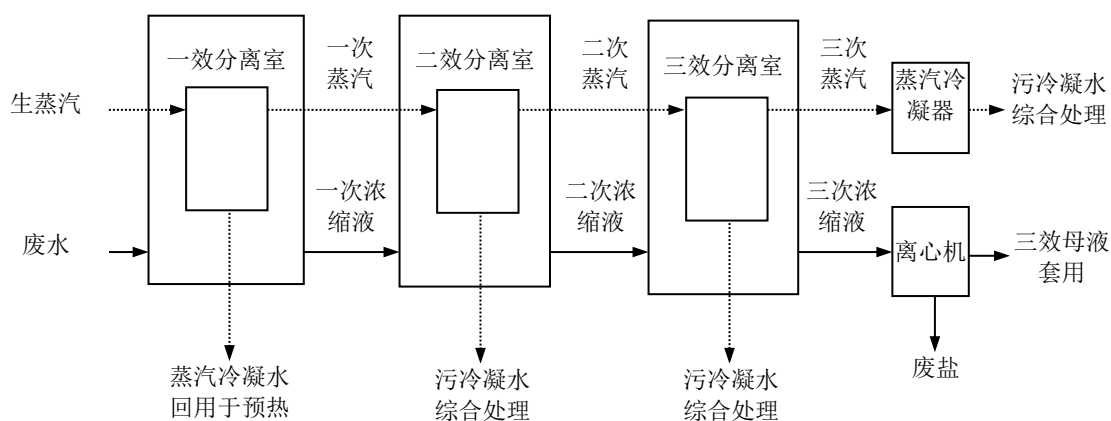 一效分离室
一次
蒸汽
二效分离室
二次
蒸汽
三效分离室
三次
蒸汽
蒸汽冷
凝器
生蒸汽
污冷凝水
综合处理
一次浓
缩液
二次浓
缩液
三次浓
缩液
废水
离心机
三效母液
套用
废盐
蒸汽冷凝水
回用于预热
污冷凝水
综合处理
污冷凝水
综合处理